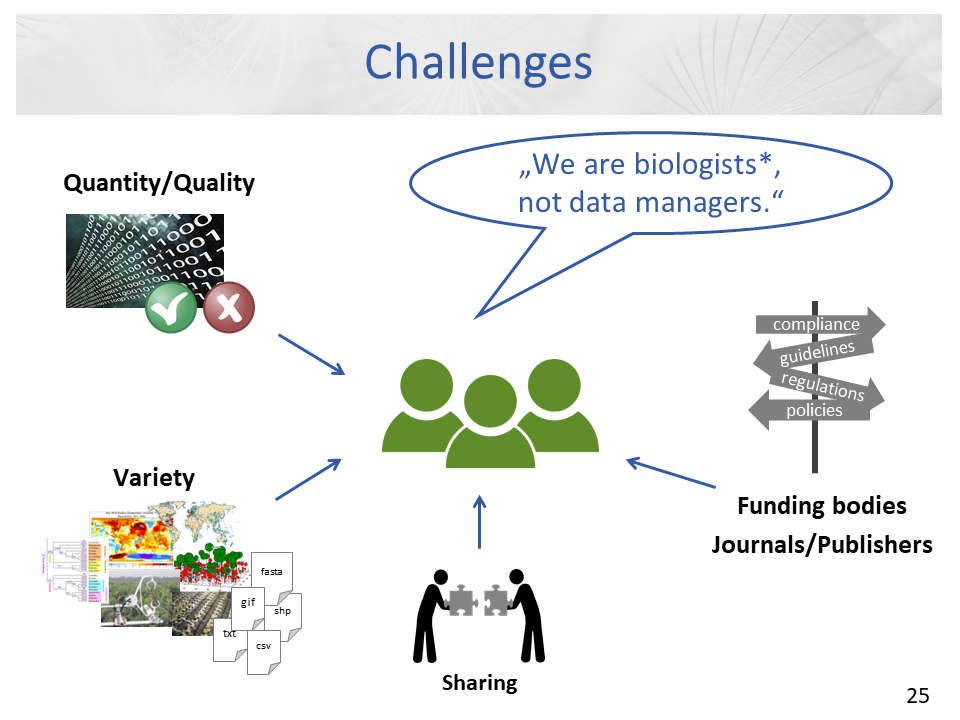 Challenges
„We are biologists*,
not data managers.“
Quantity/Quality
compliance
guidelines
regulations
policies
Variety
fasta
gif
shp
txt
csv
Funding bodies
Journals/Publishers
Sharing
25